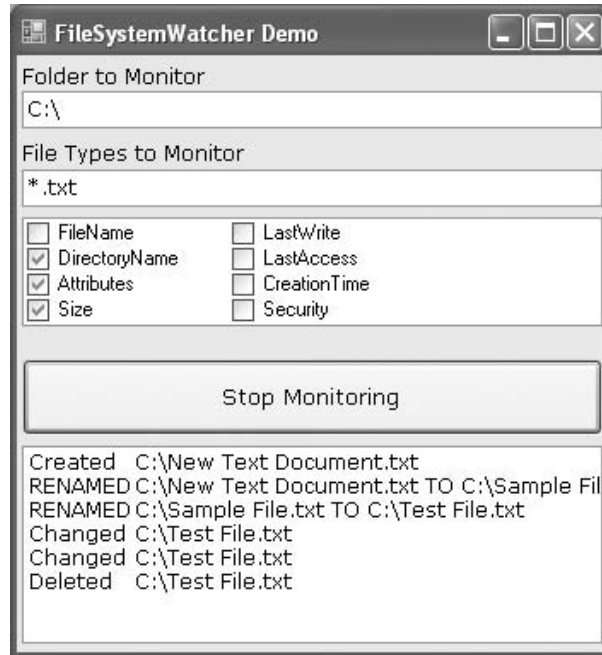 FileSystemWatcher Demo
Folder to Monitor
C:\
File Types to Monitor
*.txt
FileName LastWrite
DirectoryName LastAccess
Attributes CreationTime
Size Security
Stop Monitoring
Created C:\New Text Document.txt
RENAMED C:\New Text Document.txt TO C:\Sample Fil
RENAMED C:\Sample File.txt TO C:\Test File.txt
Changed C:\Test File.txt
Changed C:\Test File.txt
Deleted C:\Test File.txt